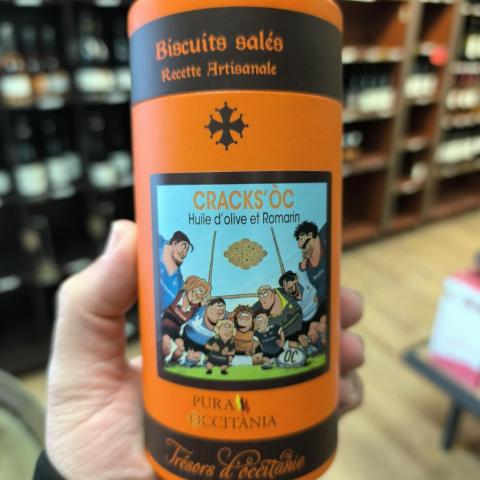 Biscuits salés
Recette Artisanale
CRACKS'ÒC
Huile d'olive et Romarin
OC
PURA
OCCITÀNIA
Trésors d'occitanie